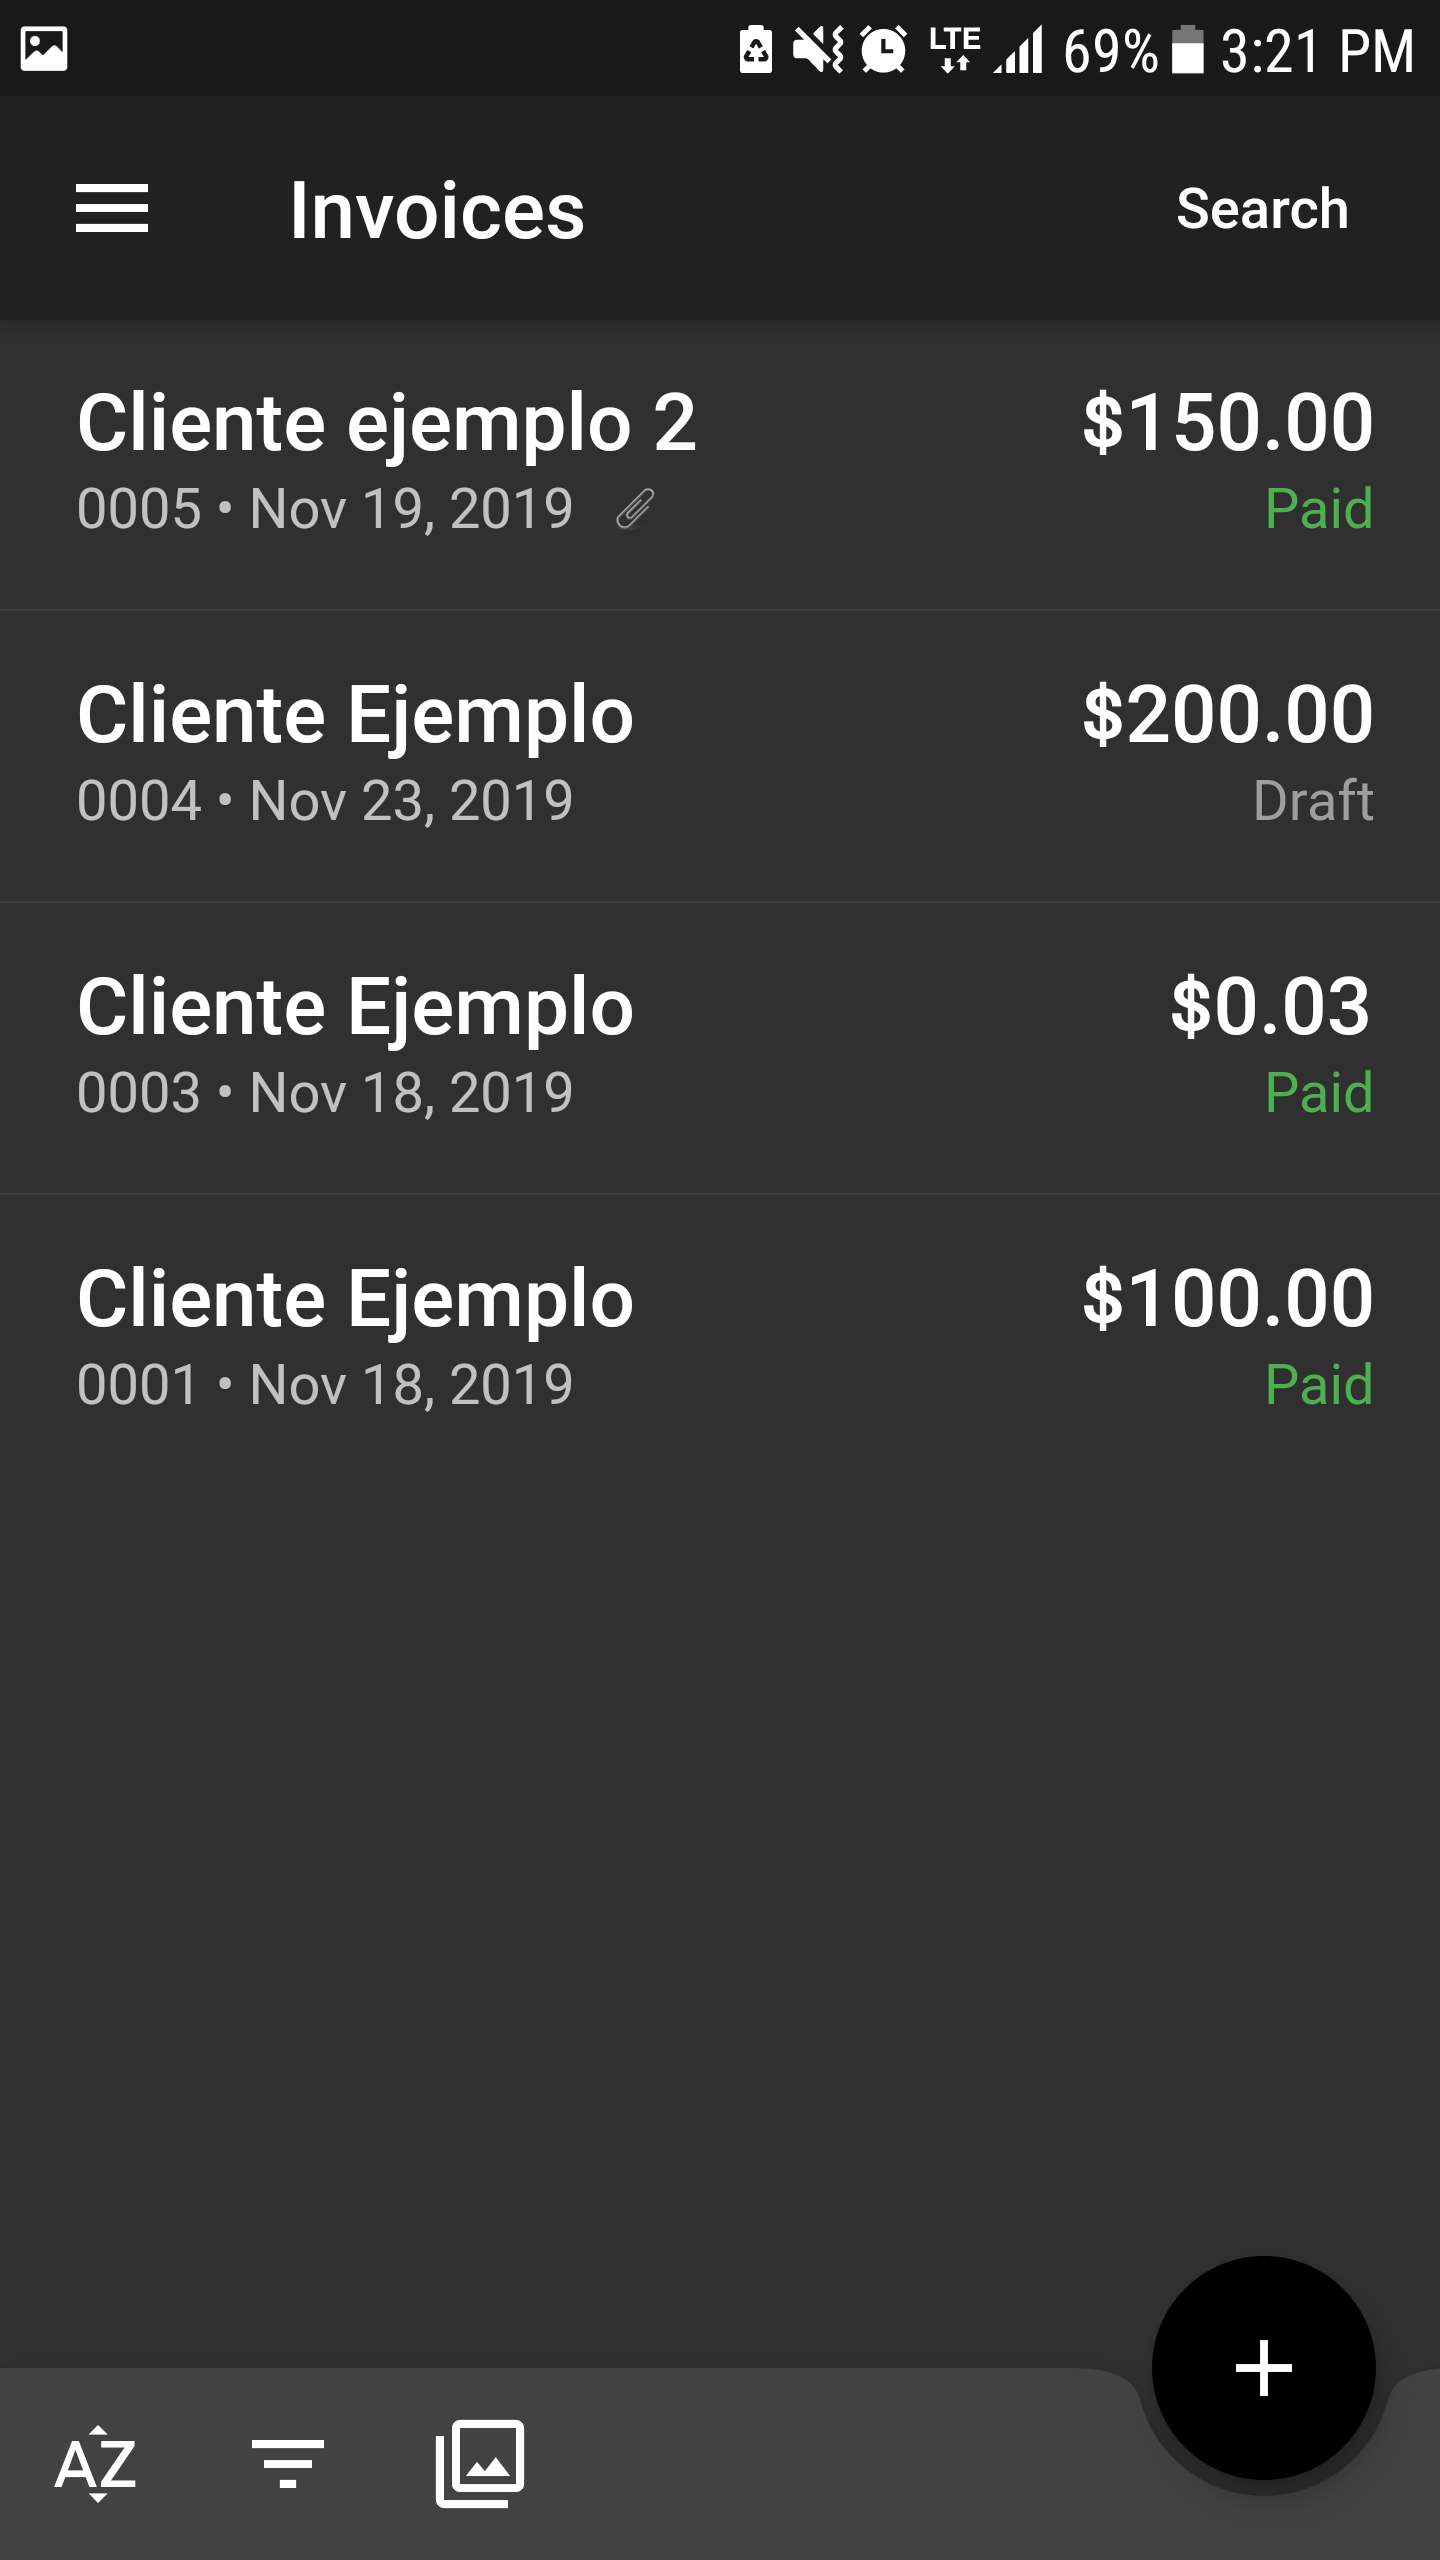 LTE 69% 3:21 PM
Invoices Search
Cliente ejemplo 2 $150.00
0005 • Nov 19, 2019 Paid
Cliente Ejemplo $200.00
0004 • Nov 23, 2019 Draft
Cliente Ejemplo $0.03
0003 • Nov 18, 2019 Paid
Cliente Ejemplo $100.00
0001 • Nov 18, 2019 Paid
AZ